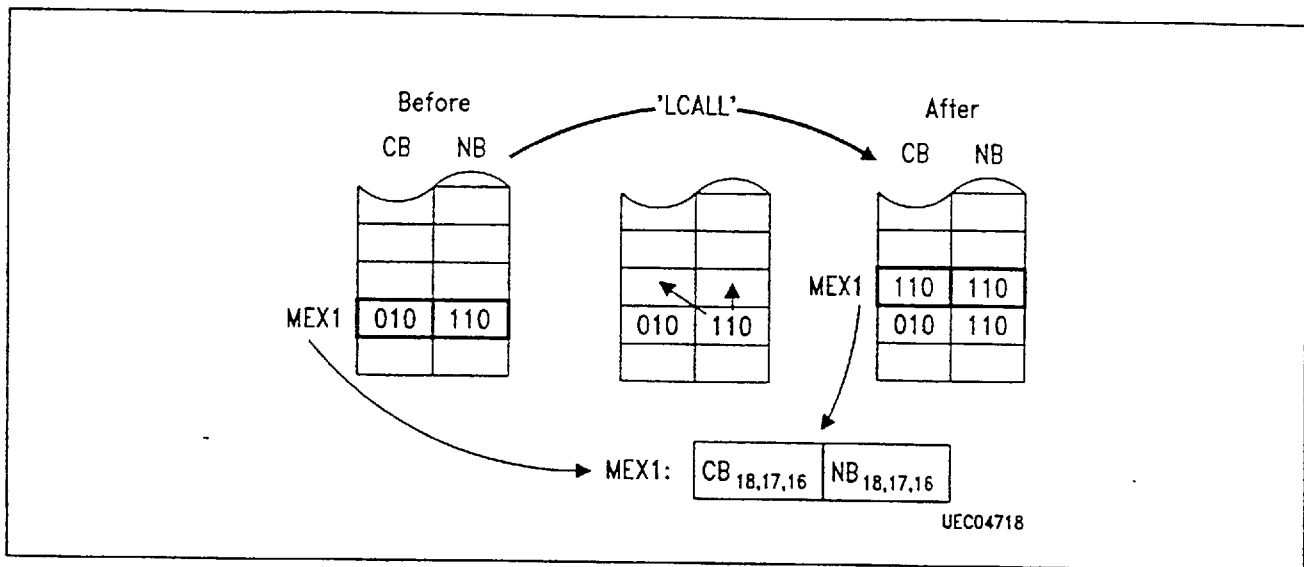 Before 'LCALL' After
CB NB CB NB
MEX1 110 110
MEX1 010 110 010 110 010 110
MEX1: CB 18,17,16 NB 18,17,16
UEC04718